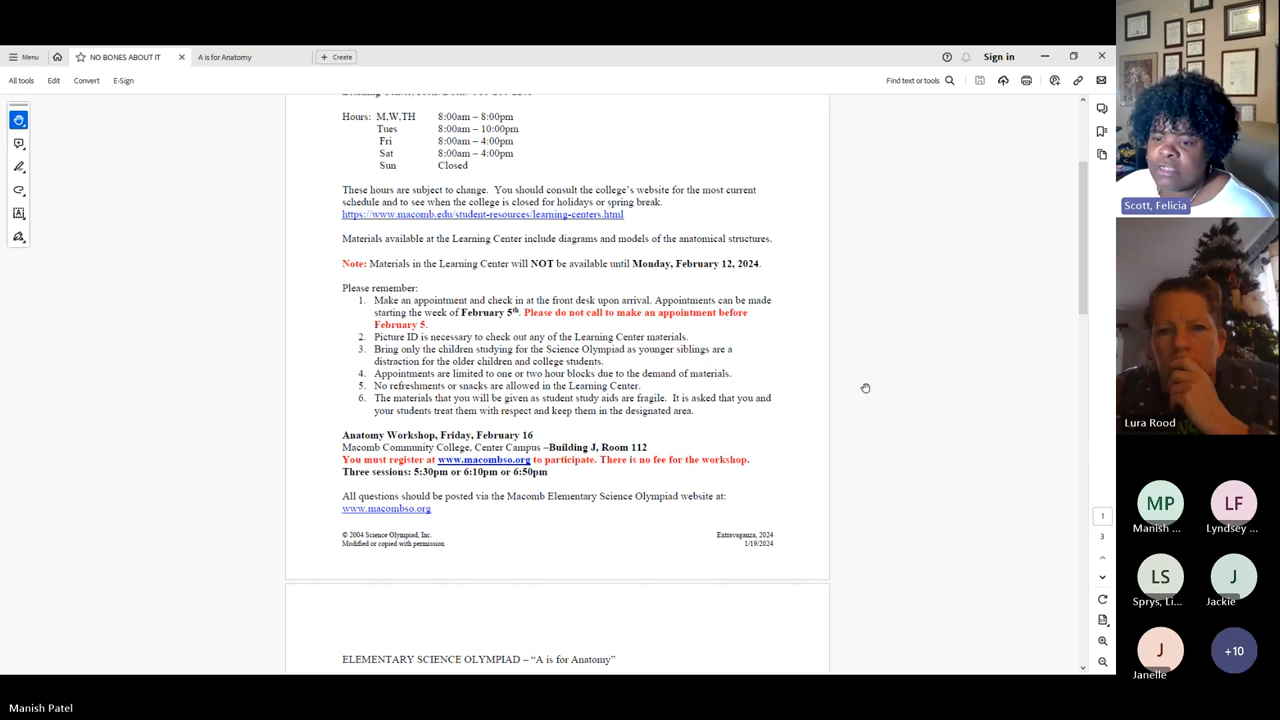 Menu
NO BONES ABOUT IT
A is for Anatomy
Create
Sign in
All tools
Edit
Convert
E-Sign
Find text or tools
Hours: M,W,TH 8:00am – 8:00pm
Tues 8:00am – 10:00pm
Fri 8:00am – 4:00pm
Sat 8:00am – 4:00pm
Sun Closed
These hours are subject to change. You should consult the college's website for the most current
schedule and to see when the college is closed for holidays or spring break.
https://www.macomb.edu/student-resources/learning-centers.html
Materials available at the Learning Center include diagrams and models of the anatomical structures.
Note: Materials in the Learning Center will NOT be available until Monday, February 12, 2024.
Please remember:
1. Make an appointment and check in at the front desk upon arrival. Appointments can be made
starting the week of February 5th. Please do not call to make an appointment before
February 5.
2. Picture ID is necessary to check out any of the Learning Center materials.
3. Bring only the children studying for the Science Olympiad as younger siblings are a
distraction for the older children and college students.
4. Appointments are limited to one or two hour blocks due to the demand of materials.
5. No refreshments or snacks are allowed in the Learning Center.
6. The materials that you will be given as student study aids are fragile. It is asked that you and
your students treat them with respect and keep them in the designated area.
Anatomy Workshop, Friday, February 16
Macomb Community College, Center Campus –Building J, Room 112
You must register at www.macombso.org to participate. There is no fee for the workshop.
Three sessions: 5:30pm or 6:10pm or 6:50pm
All questions should be posted via the Macomb Elementary Science Olympiad website at:
www.macombso.org
© 2004 Science Olympiad, Inc.
Modified or copied with permission
Extravaganza, 2024
1/19/2024
ELEMENTARY SCIENCE OLYMPIAD – “A is for Anatomy”
1
3
Scott, Felicia
Lura Rood
MP
Manish ...
LF
Lyndsey ...
LS
Sprys, Li...
J
Jackie
J
Janelle
+10
Manish Patel